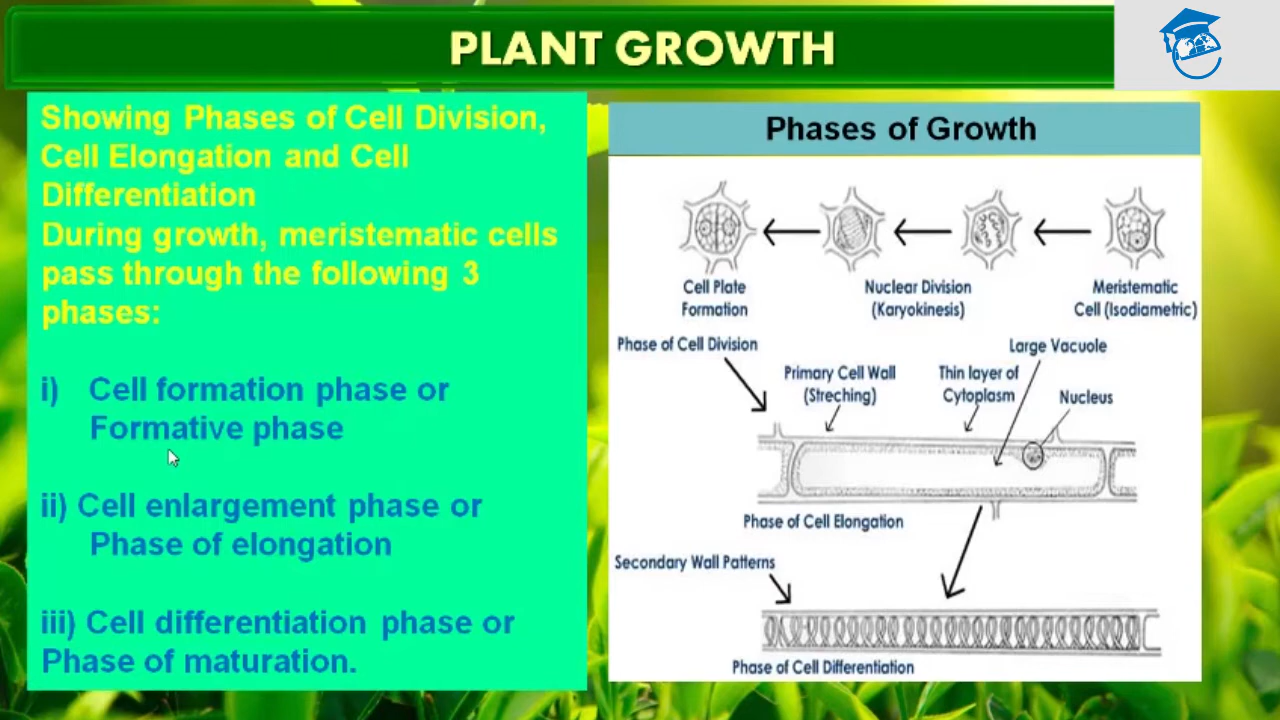 PLANT GROWTH
Showing Phases of Cell Division,
Cell Elongation and Cell
Differentiation
During growth, meristematic cells
pass through the following 3
phases:
i) Cell formation phase or
Formative phase
ii) Cell enlargement phase or
Phase of elongation
iii) Cell differentiation phase or
Phase of maturation.
Phases of Growth
Cell Plate
Formation
Nuclear Division
(Karyokinesis)
Meristematic
Cell (Isodiametric)
Phase of Cell Division
Large Vacuole
Primary Cell Wall
(Streching)
Thin layer of
Cytoplasm
Nucleus
Phase of Cell Elongation
Secondary Wall Patterns
Phase of Cell Differentiation